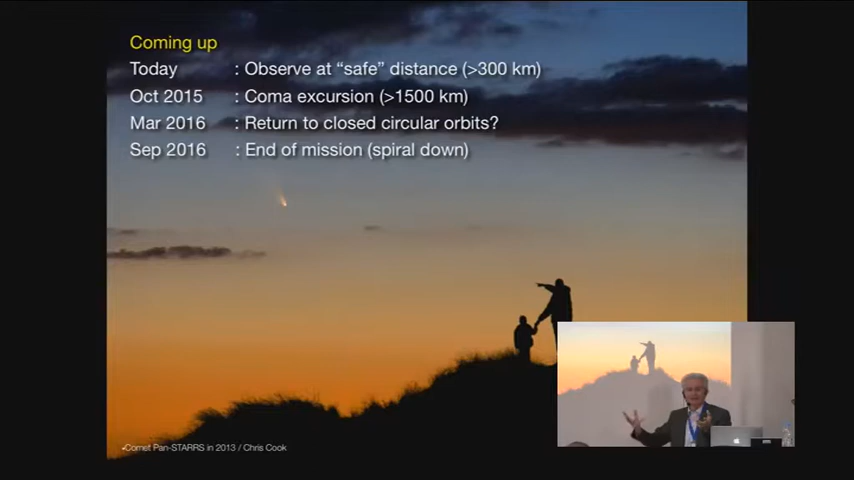 Coming up
Today : Observe at “safe” distance (>300 km)
Oct 2015 : Coma excursion (>1500 km)
Mar 2016 : Return to closed circular orbits?
Sep 2016 : End of mission (spiral down)
Comet Pan-STARRS in 2013 / Chris Cook